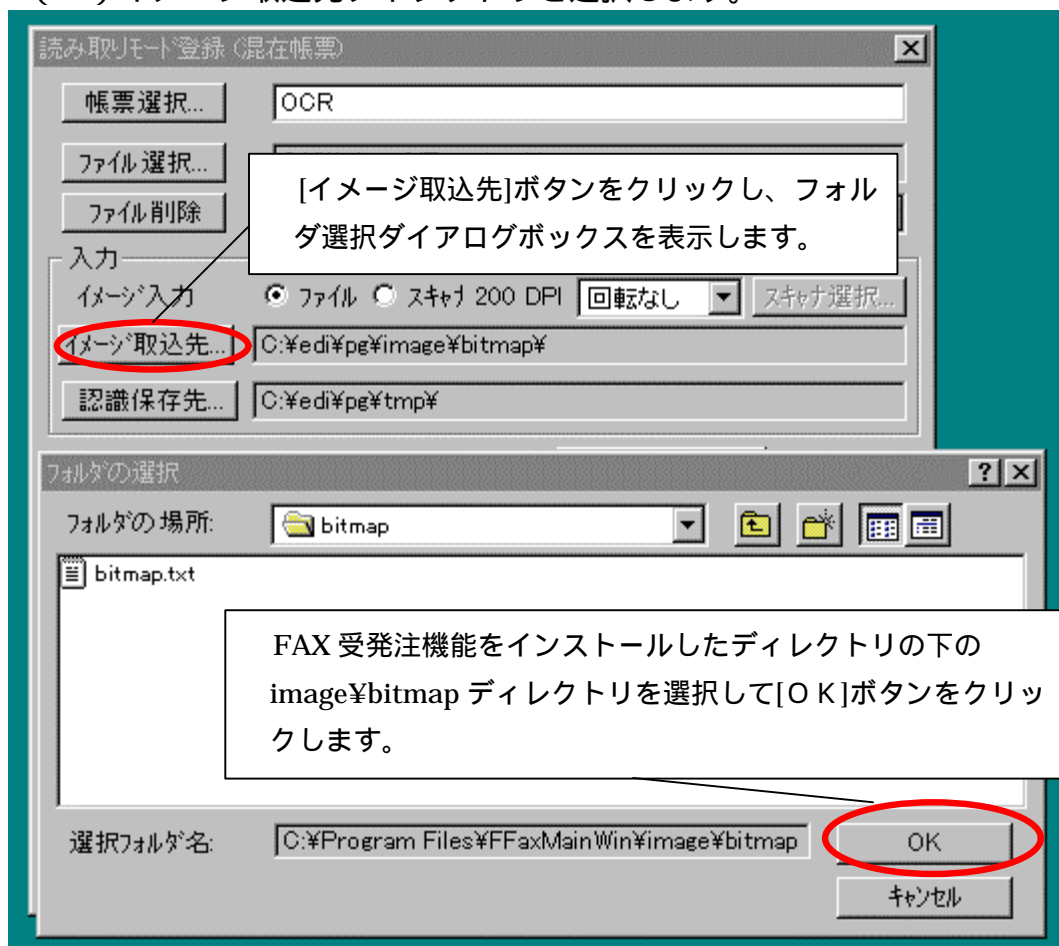 イメージ取込先ディレクトリを選択します。
読み取りモード登録 (混在帳票)
帳票選択...
OCR
ファイル選択...
[イメージ取込先]ボタンをクリックし、フォル
ダ選択ダイアログボックスを表示します。
ファイル削除
入力
イメージ入力
ファイル
スキャナ 200 DPI
回転なし
スキャナ選択...
イメージ取込先...
C:¥edi¥pg¥image¥bitmap¥
認識保存先...
C:¥edi¥pg¥tmp¥
フォルダの選択
フォルダの場所:
bitmap
bitmap.txt
FAX 受発注機能をインストールしたディレクトリの下の
image¥bitmap ディレクトリを選択して[ＯＫ]ボタンをクリッ
クします。
選択フォルダ名:
C:¥Program Files¥FFaxMainWin¥image¥bitmap
OK
キャンセル